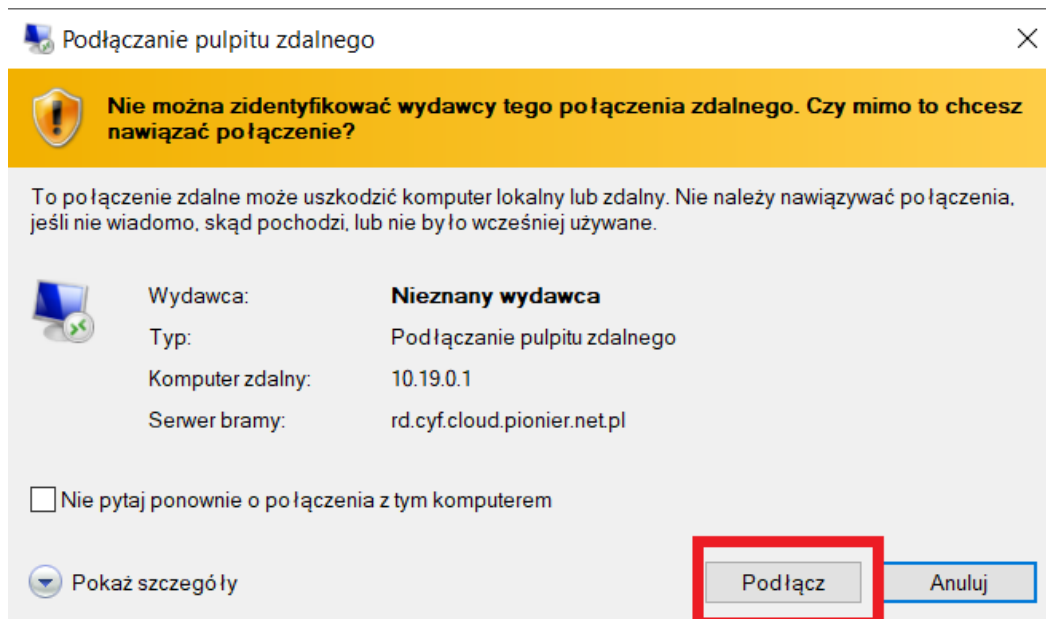 Podłączanie pulpitu zdalnego
Nie można zidentyfikować wydawcy tego połączenia zdalnego. Czy mimo to chcesz
nawiązać połączenie?
To połączenie zdalne może uszkodzić komputer lokalny lub zdalny. Nie należy nawiązywać połączenia,
jeśli nie wiadomo, skąd pochodzi, lub nie było wcześniej używane.
Wydawca: Nieznany wydawca
Typ: Podłączanie pulpitu zdalnego
Komputer zdalny: 10.19.0.1
Serwer bramy: rd.cyf.cloud.pionier.net.pl
Nie pytaj ponownie o połączenia z tym komputerem
Pokaż szczegóły Podłącz Anuluj